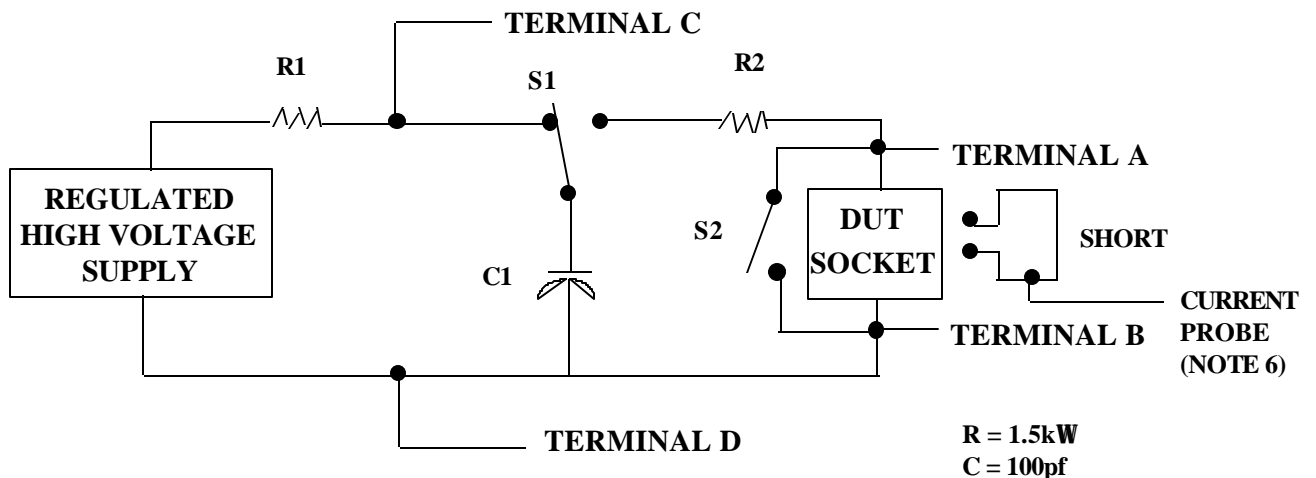 TERMINAL C
R1
S1
R2
TERMINAL A
REGULATED
HIGH VOLTAGE
SUPPLY
S2
DUT
SOCKET
SHORT
C1
CURRENT
PROBE
(NOTE 6)
TERMINAL B
TERMINAL D
R = 1.5kW
C = 100pf